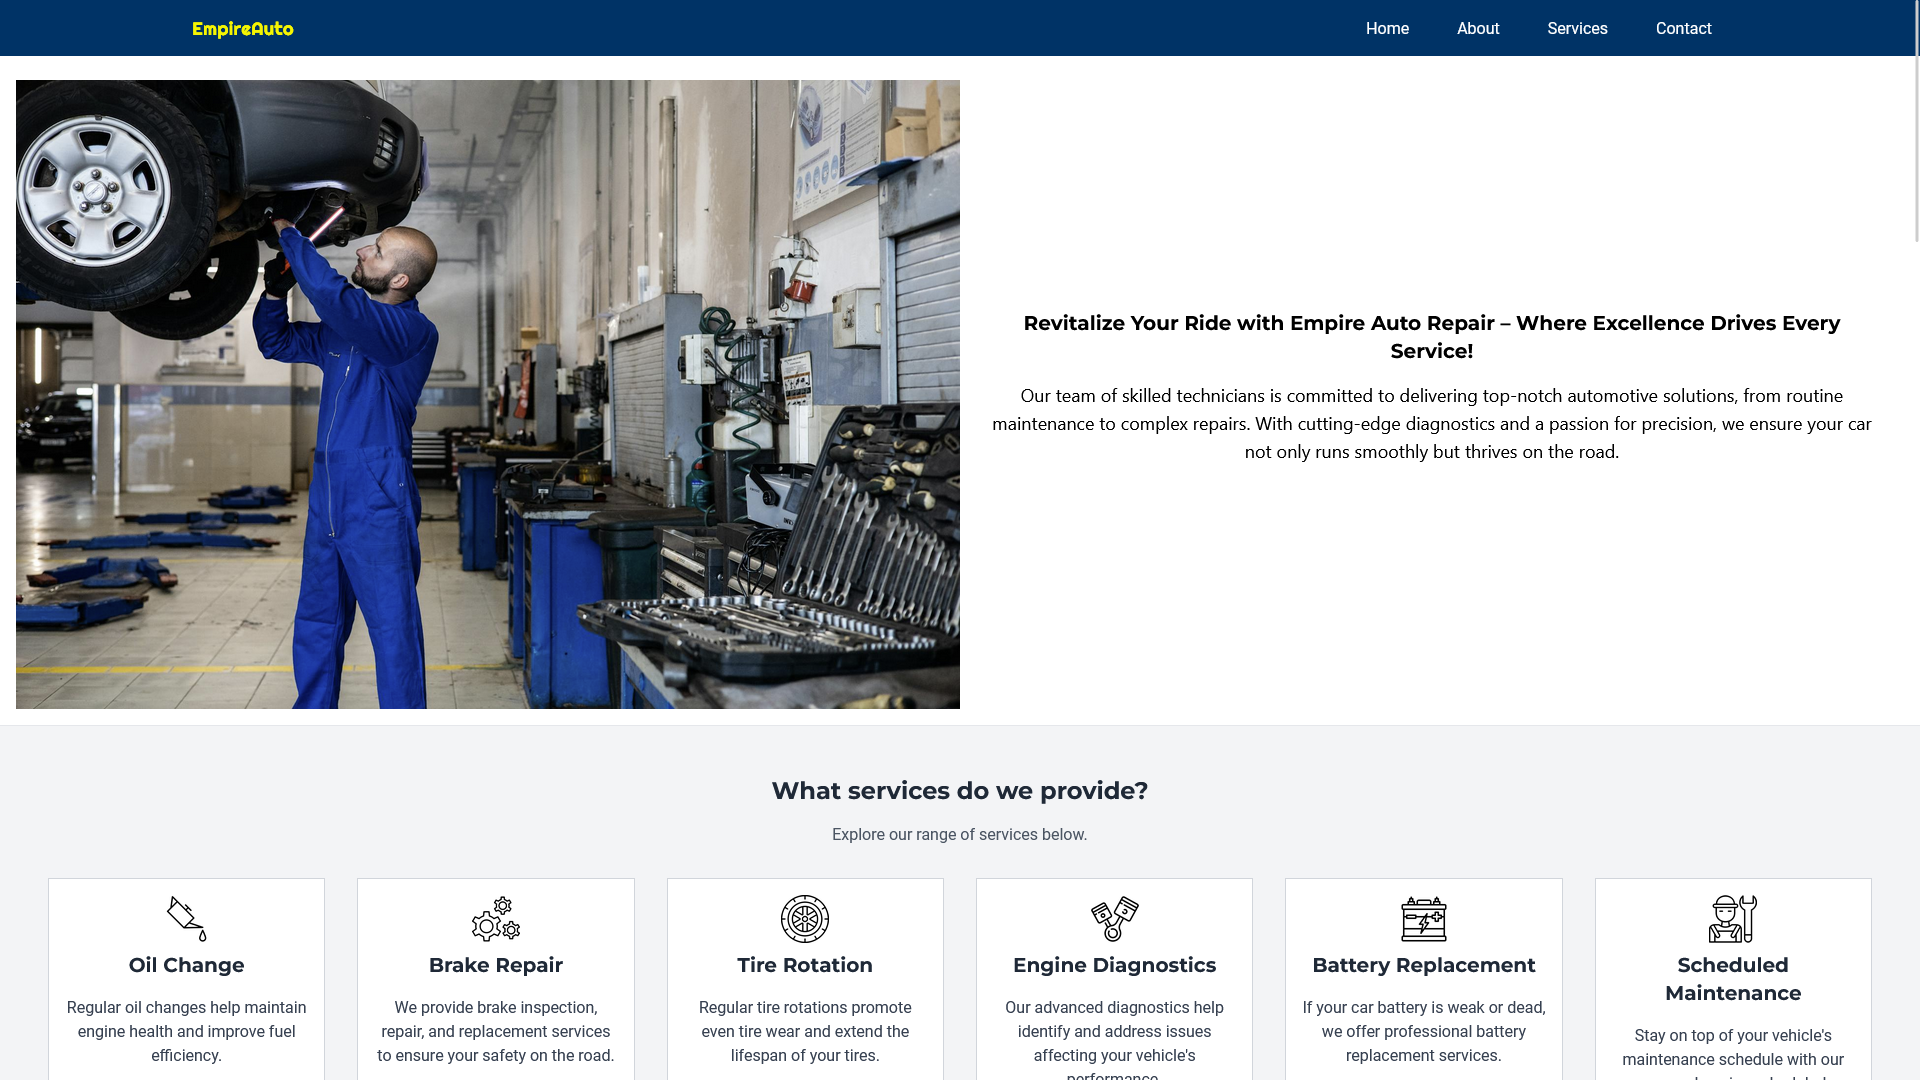 EmpireAuto
Home
About
Services
Contact
Revitalize Your Ride with Empire Auto Repair – Where Excellence Drives Every
Service!
Our team of skilled technicians is committed to delivering top-notch automotive solutions, from routine
maintenance to complex repairs. With cutting-edge diagnostics and a passion for precision, we ensure your car
not only runs smoothly but thrives on the road.
What services do we provide?
Explore our range of services below.
Oil Change
Regular oil changes help maintain
engine health and improve fuel
efficiency.
Brake Repair
We provide brake inspection,
repair, and replacement services
to ensure your safety on the road.
Tire Rotation
Regular tire rotations promote
even tire wear and extend the
lifespan of your tires.
Engine Diagnostics
Our advanced diagnostics help
identify and address issues
affecting your vehicle's
performance.
Battery Replacement
If your car battery is weak or dead,
we offer professional battery
replacement services.
Scheduled
Maintenance
Stay on top of your vehicle's
maintenance schedule with our